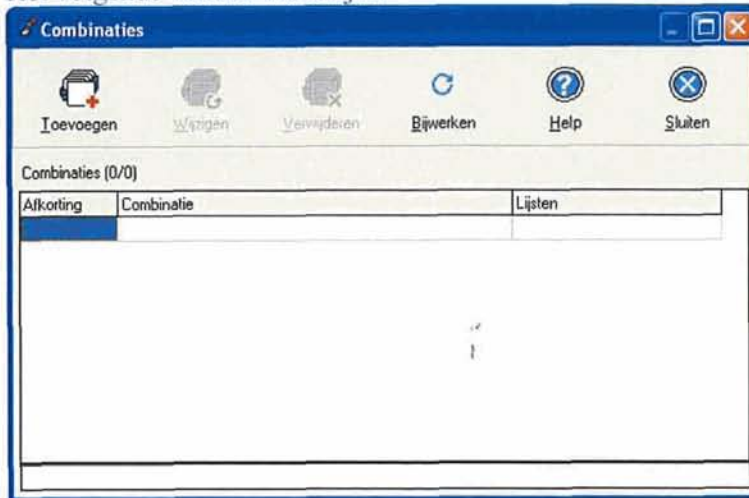 Combinaties
Toevoegen Wijzigen Verwijderen Bijwerken Help Sluiten
Combinaties (0/0)
Afkorting Combinatie Lijsten